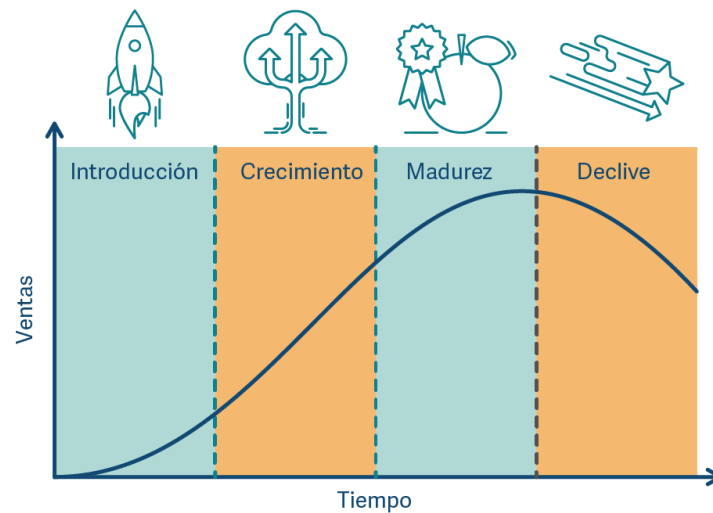 Introducción
Crecimiento
Madurez
Declive
Ventas
Tiempo